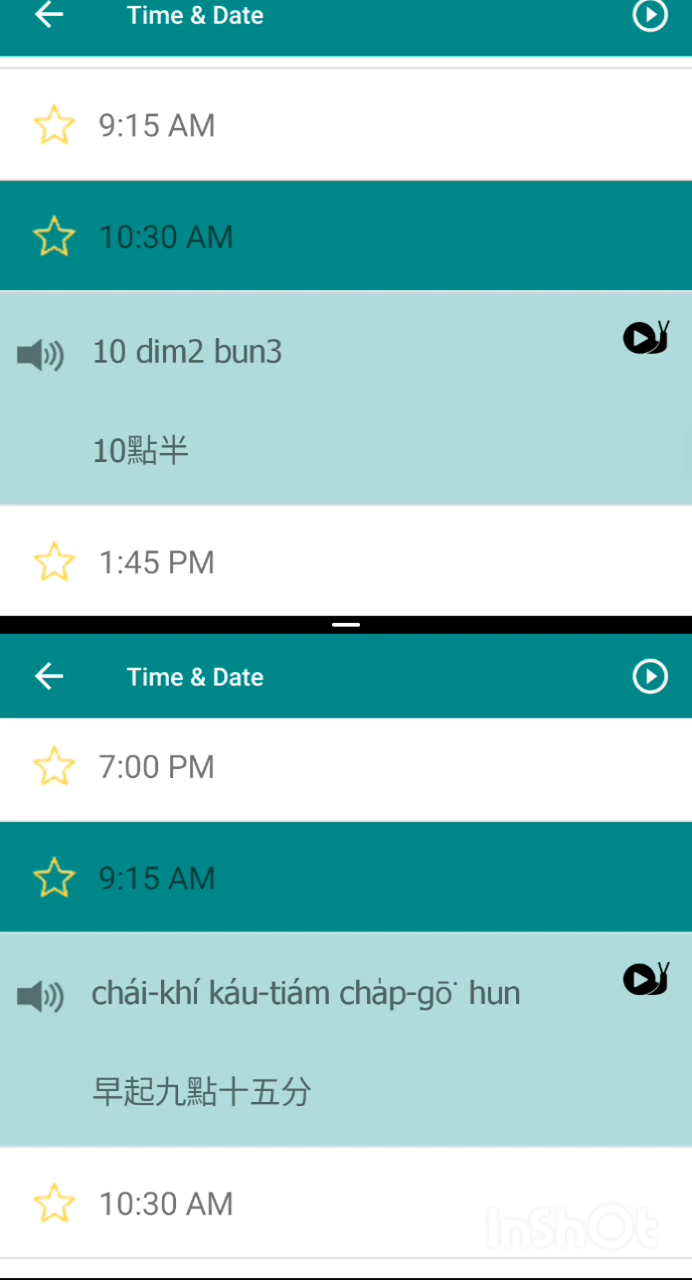 Time & Date
9:15 AM
10:30 AM
10 dim2 bun3
10點半
1:45 PM
Time & Date
7:00 PM
9:15 AM
chái-khí káu-tiám cha̍p-gō͘ hun
早起九點十五分
10:30 AM
InShOt